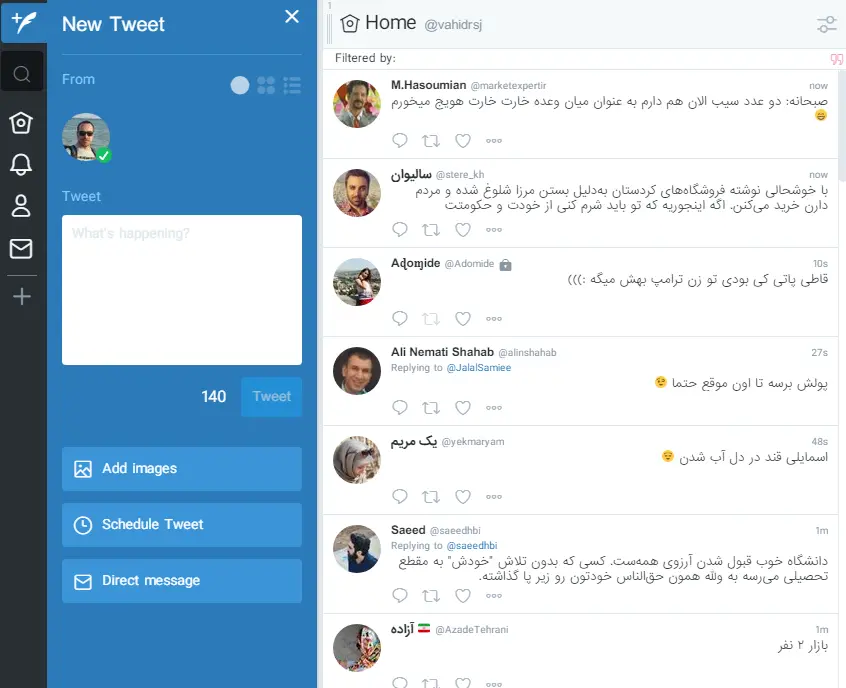 New Tweet
From
Tweet
What's happening?
140
Tweet
Add images
Schedule Tweet
Direct message
1
Home @vahidrsj
Filtered by:
M.Hasoumian @marketexpertir now
صبحانه: دو عدد سیب الان هم دارم به عنوان میان وعده خارت خارت هویج میخورم
😄
سالیوان @stere_kh now
با خوشحالی نوشته فروشگاه‌های کردستان به‌دلیل بستن مرزا شلوغ شده و مردم
دارن خرید می‌کنن. اگه اینجوریه که تو باید شرم کنی از خودت و حکومتت
Aɖoɱide @Adomide 10s
قاطی پاتی کی بودی تو زن ترامپ بهش میگه :)))
Ali Nemati Shahab @alinshahab 27s
Replying to @JalalSamiee
پولش برسه تا اون موقع حتما 😉
یک مریم @yekmaryam 48s
اسمایلی قند در دل آب شدن 😌
Saeed @saeedhbi 1m
Replying to @saeedhbi
دانشگاه خوب قبول شدن آرزوی همه‌ست. کسی که بدون تلاش "خودش" به مقطع
تحصیلی می‌رسه به ولله همون حق‌الناس خودتون رو زیر پا گذاشته.
آزاده 🇮🇷 @AzadeTehrani 1m
بازار ۲ نفر